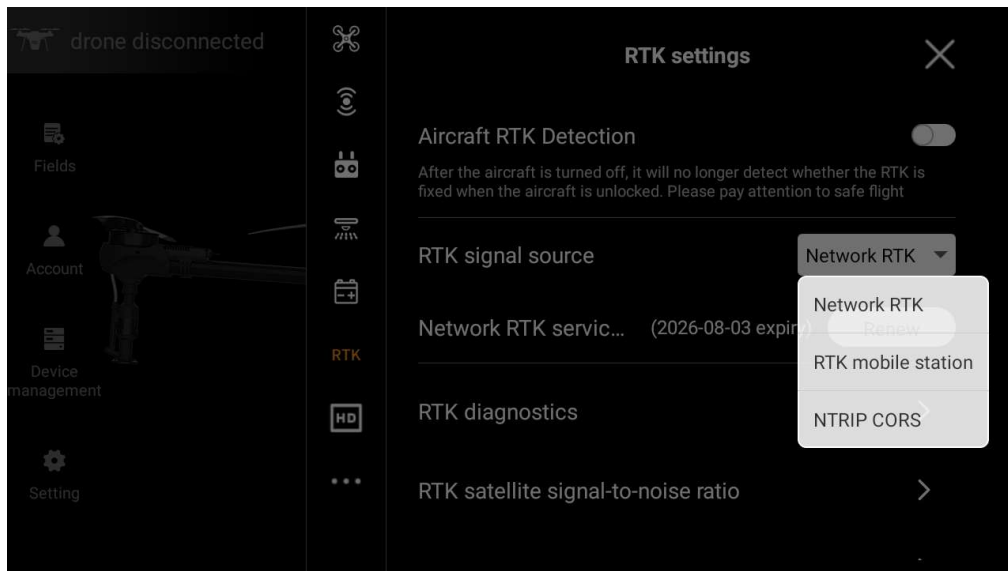 drone disconnected
Fields
Account
Device
management
Setting
RTK
HD
RTK settings
Aircraft RTK Detection
After the aircraft is turned off, it will no longer detect whether the RTK is
fixed when the aircraft is unlocked. Please pay attention to safe flight
RTK signal source
Network RTK
Network RTK
RTK mobile station
NTRIP CORS
Network RTK servic... (2026-08-03 expiry)
Renew
RTK diagnostics
RTK satellite signal-to-noise ratio